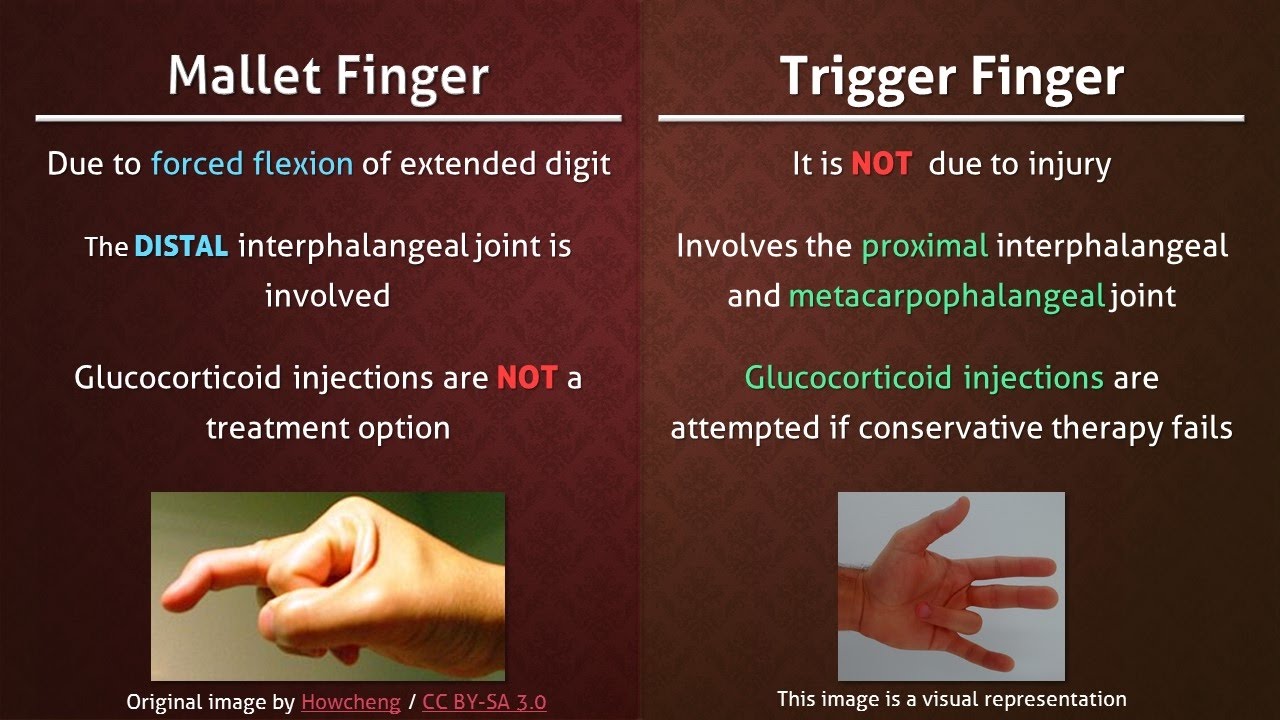 Mallet Finger
Due to forced flexion of extended digit
The DISTAL interphalangeal joint is
involved
Glucocorticoid injections are NOT a
treatment option
Original image by Howcheng / CC BY-SA 3.0
Trigger Finger
It is NOT due to injury
Involves the proximal interphalangeal
and metacarpophalangeal joint
Glucocorticoid injections are
attempted if conservative therapy fails
This image is a visual representation